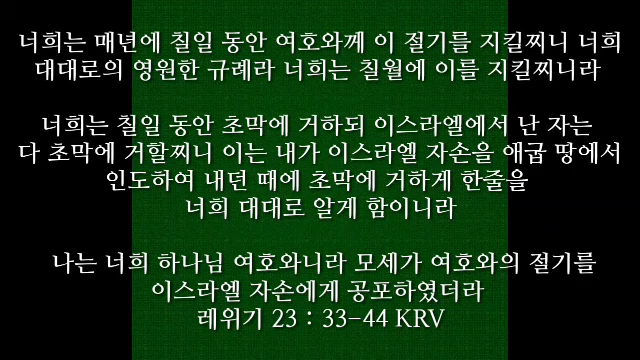 너희는 매년에 칠일 동안 여호와께 이 절기를 지킬찌니 너희
대대로의 영원한 규례라 너희는 칠월에 이를 지킬찌니라
너희는 칠일 동안 초막에 거하되 이스라엘에서 난 자는
다 초막에 거할찌니 이는 내가 이스라엘 자손을 애굽 땅에서
인도하여 내던 때에 초막에 거하게 한줄을
너희 대대로 알게 함이니라
나는 너희 하나님 여호와니라 모세가 여호와의 절기를
이스라엘 자손에게 공포하였더라
레위기 23 : 33-44 KRV